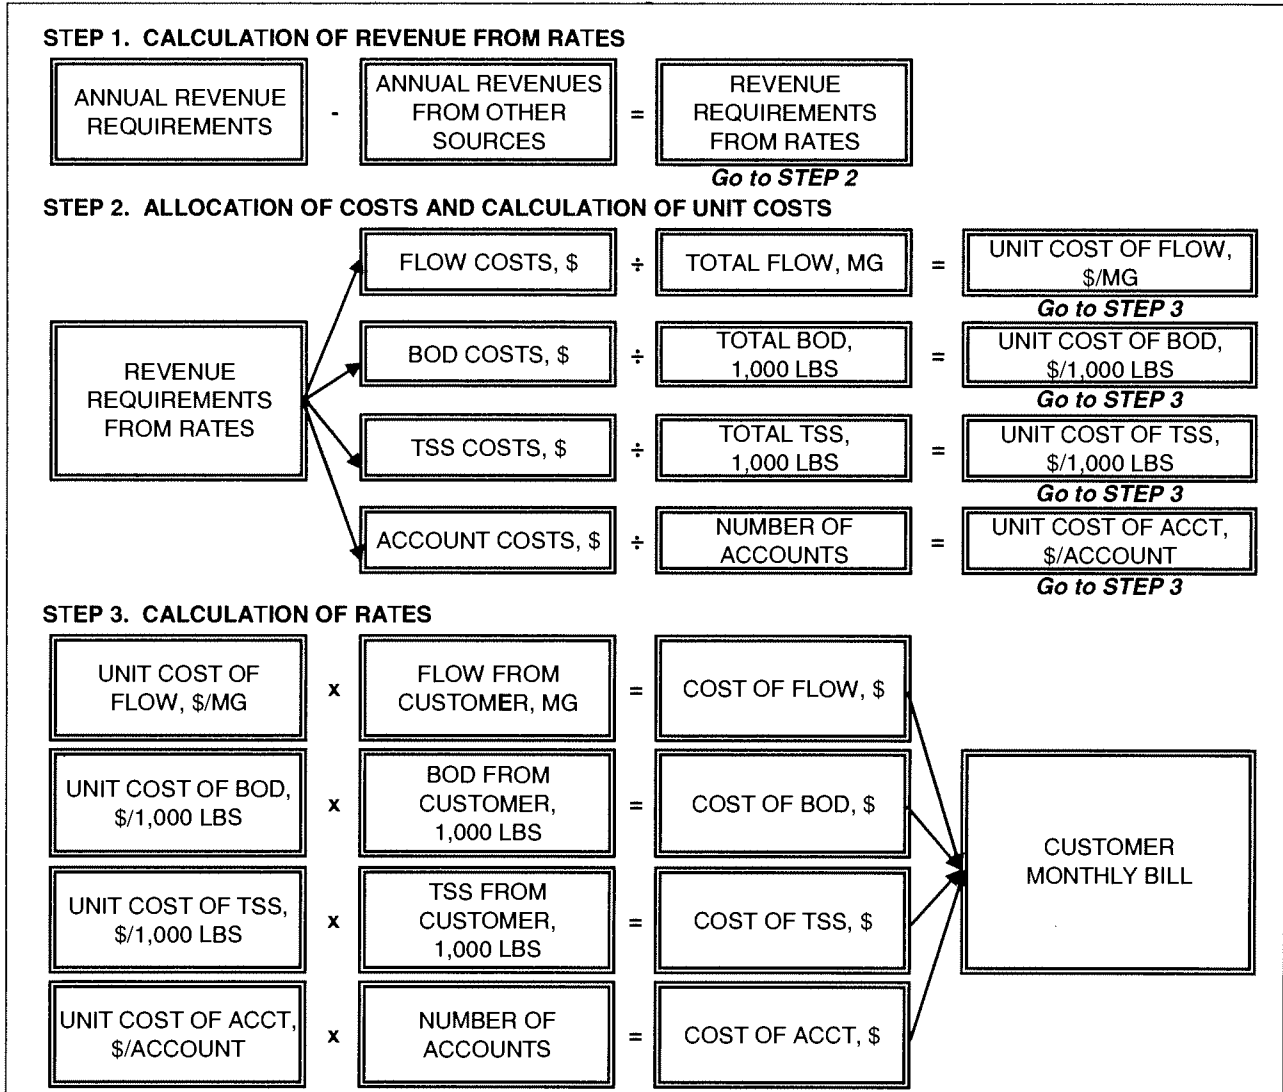 STEP 1. CALCULATION OF REVENUE FROM RATES
ANNUAL REVENUE
REQUIREMENTS
-
ANNUAL REVENUES
FROM OTHER
SOURCES
=
REVENUE
REQUIREMENTS
FROM RATES
Go to STEP 2
STEP 2. ALLOCATION OF COSTS AND CALCULATION OF UNIT COSTS
REVENUE
REQUIREMENTS
FROM RATES
FLOW COSTS, $
÷
TOTAL FLOW, MG
=
UNIT COST OF FLOW,
$/MG
Go to STEP 3
BOD COSTS, $
÷
TOTAL BOD,
1,000 LBS
=
UNIT COST OF BOD,
$/1,000 LBS
Go to STEP 3
TSS COSTS, $
÷
TOTAL TSS,
1,000 LBS
=
UNIT COST OF TSS,
$/1,000 LBS
Go to STEP 3
ACCOUNT COSTS, $
÷
NUMBER OF
ACCOUNTS
=
UNIT COST OF ACCT,
$/ACCOUNT
Go to STEP 3
STEP 3. CALCULATION OF RATES
UNIT COST OF
FLOW, $/MG
x
FLOW FROM
CUSTOMER, MG
=
COST OF FLOW, $
UNIT COST OF BOD,
$/1,000 LBS
x
BOD FROM
CUSTOMER,
1,000 LBS
=
COST OF BOD, $
UNIT COST OF TSS,
$/1,000 LBS
x
TSS FROM
CUSTOMER,
1,000 LBS
=
COST OF TSS, $
UNIT COST OF ACCT,
$/ACCOUNT
x
NUMBER OF
ACCOUNTS
=
COST OF ACCT, $
CUSTOMER
MONTHLY BILL